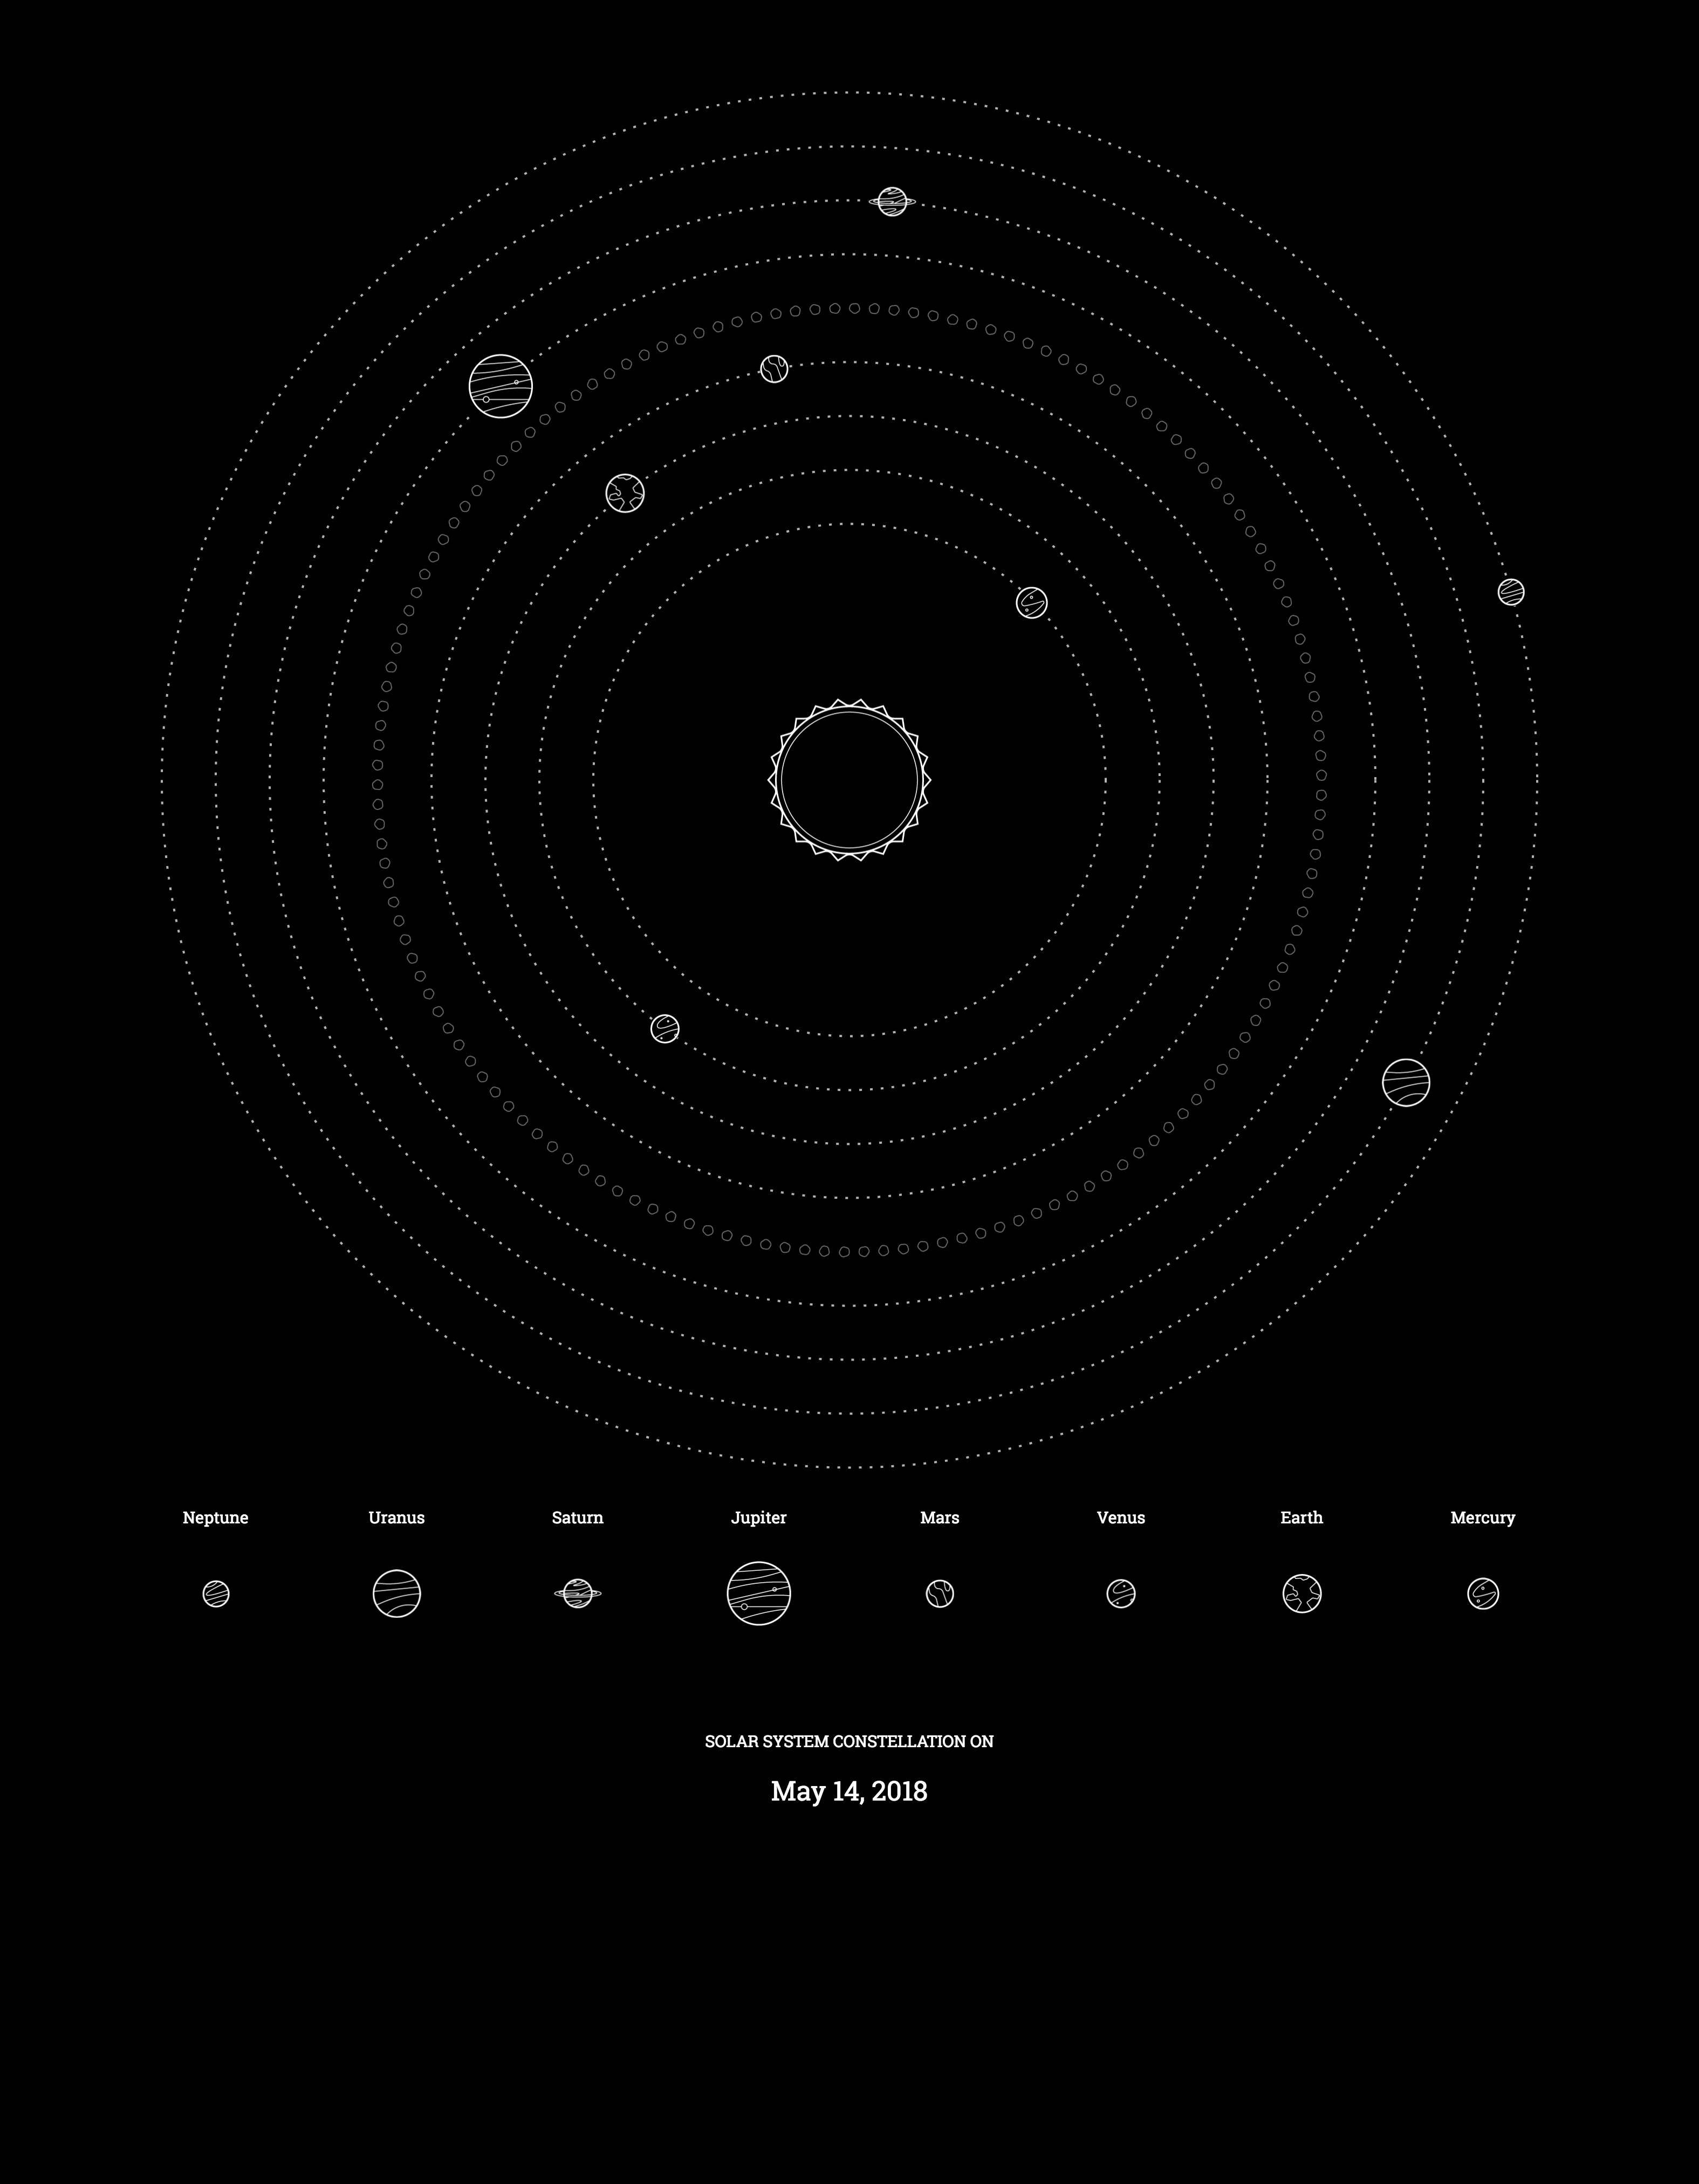 Neptune Uranus Saturn Jupiter Mars Venus Earth Mercury
SOLAR SYSTEM CONSTELLATION ON
May 14, 2018